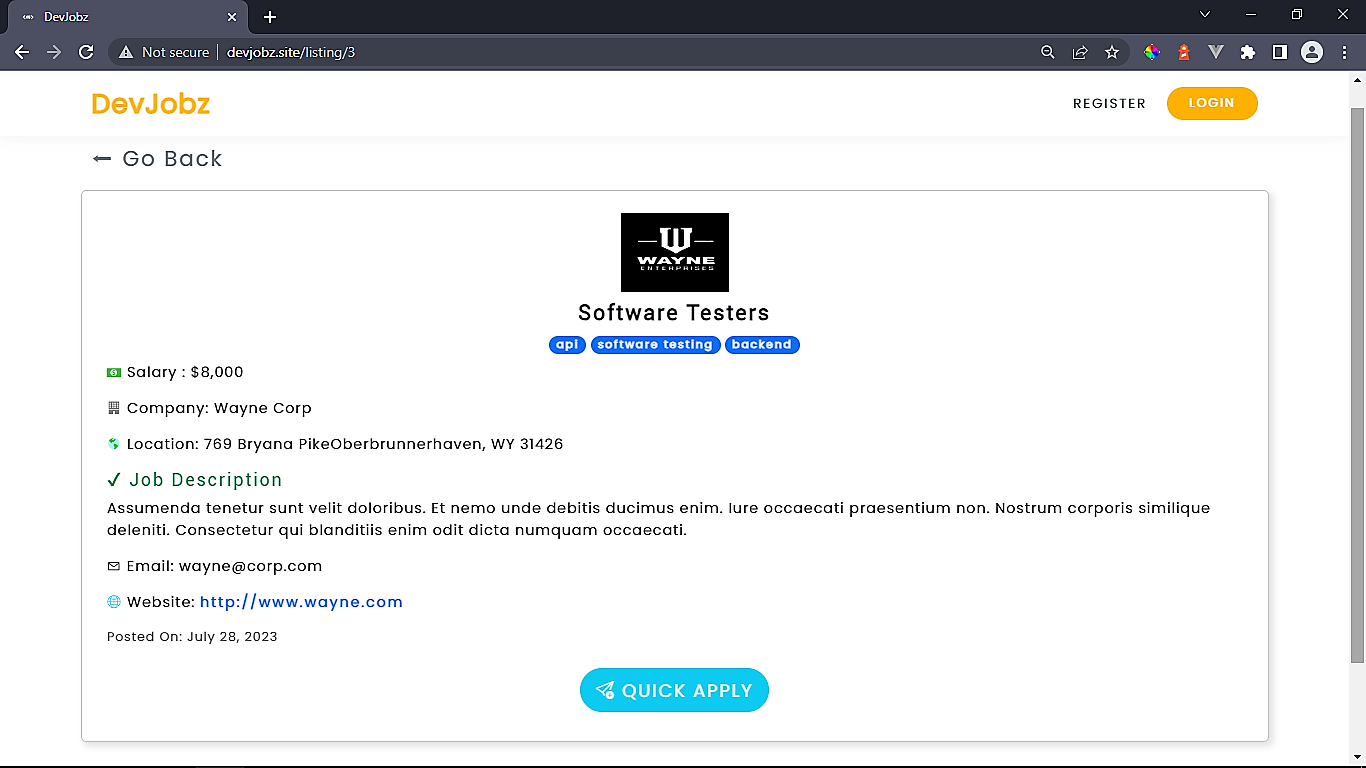 DevJobz
Not secure
devjobz.site/listing/3
DevJobz
REGISTER
LOGIN
Go Back
W
WAYNE
ENTERPRISES
Software Testers
api
software testing
backend
Salary : $8,000
Company: Wayne Corp
Location: 769 Bryana PikeOberbrunnerhaven, WY 31426
Job Description
Assumenda tenetur sunt velit doloribus. Et nemo unde debitis ducimus enim. Iure occaecati praesentium non. Nostrum corporis similique
deleniti. Consectetur qui blanditiis enim odit dicta numquam occaecati.
Email: wayne@corp.com
Website: http://www.wayne.com
Posted On: July 28, 2023
QUICK APPLY